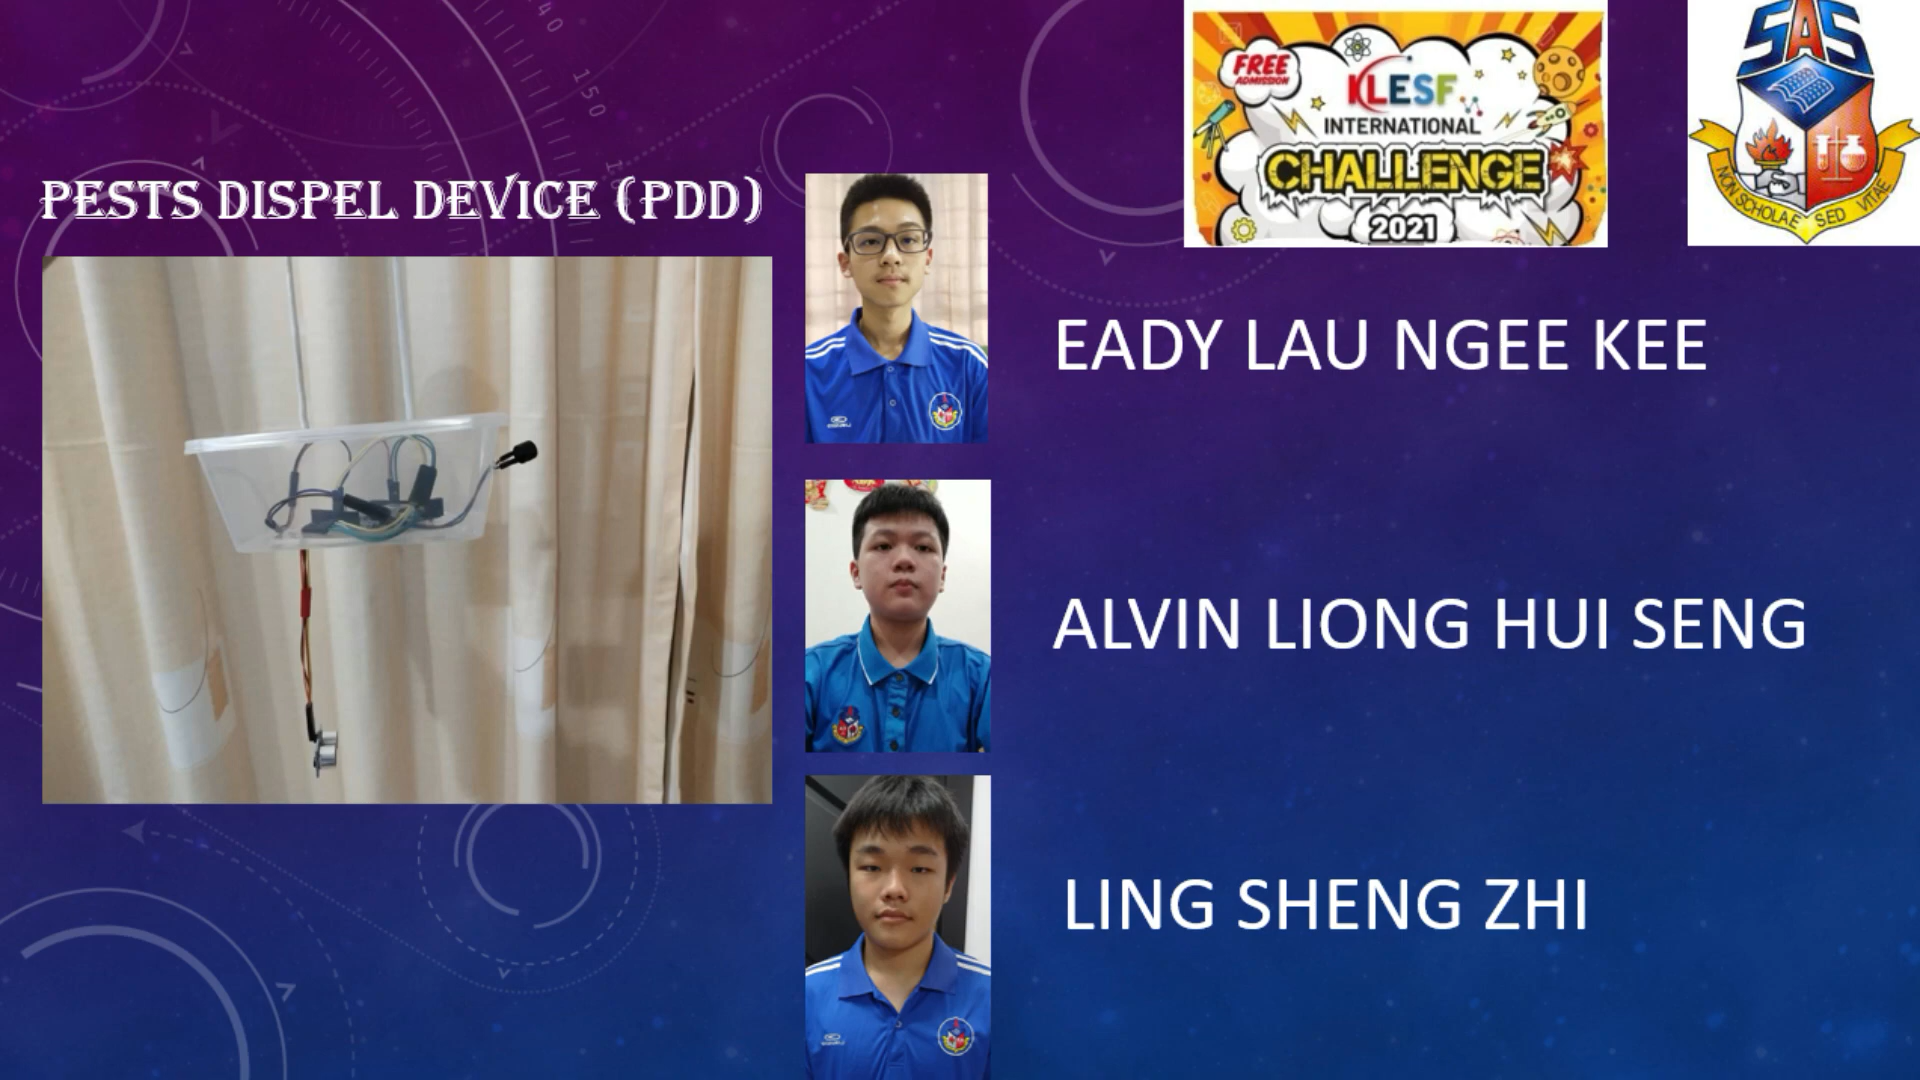 FREE
ADMISSION
KLESF
INTERNATIONAL
CHALLENGE
2021
SAS
NON SCHOLAE SED VITAE
PESTS DISPEL DEVICE (PDD)
EADY LAU NGEE KEE
ALVIN LIONG HUI SENG
LING SHENG ZHI
150